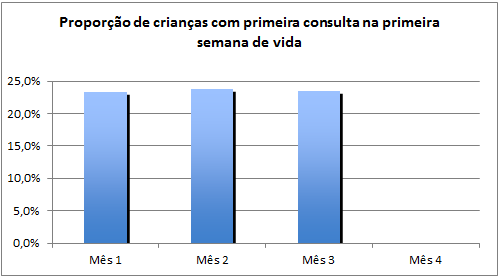 Proporção de crianças com primeira consulta na primeira
semana de vida
25,0%
20,0%
15,0%
10,0%
5,0%
0,0%
Mês 1 Mês 2 Mês 3 Mês 4